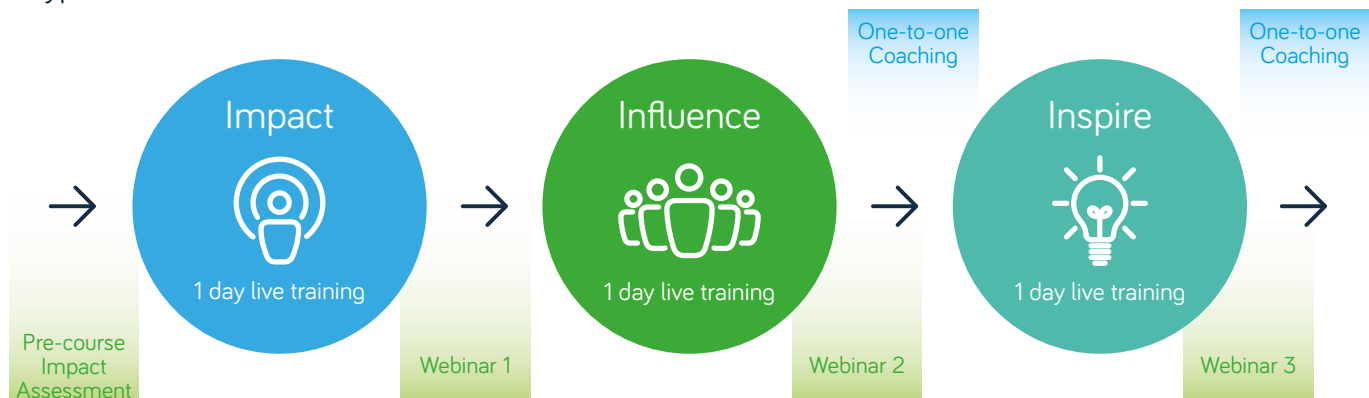 One-to-one
Coaching
One-to-one
Coaching
Impact
Influence
Inspire
1 day live training
1 day live training
1 day live training
Pre-course
Impact
Assessment
Webinar 1
Webinar 2
Webinar 3